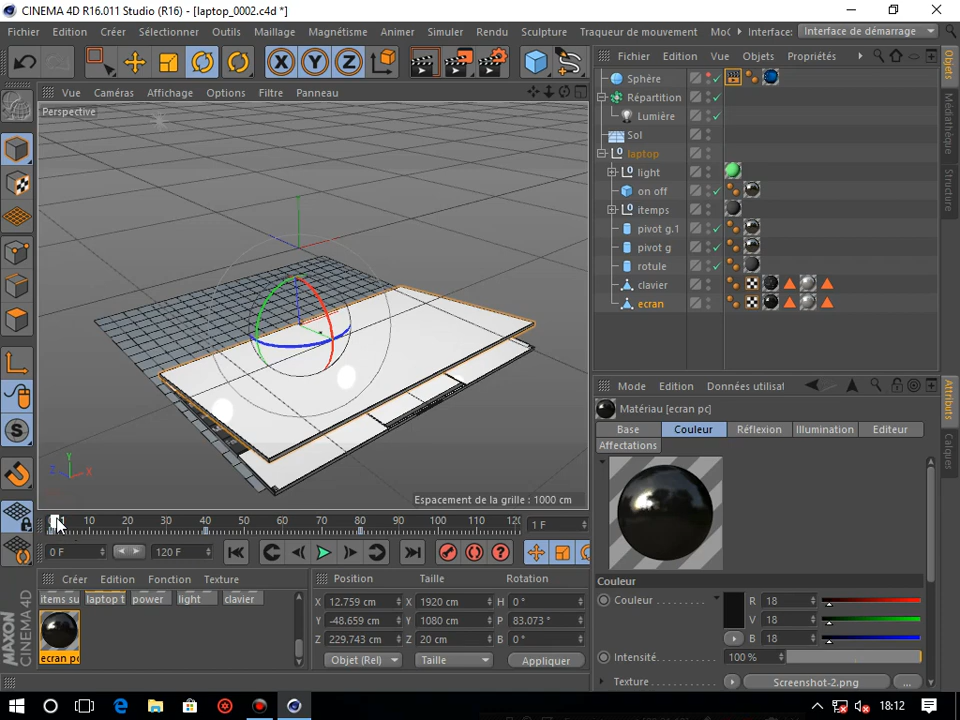 CINEMA 4D R16.011 Studio (R16) - [laptop_0002.c4d *]
Fichier Edition Créer Sélectionner Outils Maillage Magnétisme Animer Simuler Rendu Sculpture Traqueur de mouvement Interface: Interface de démarrage
X Y Z
Fichier Edition Vue Objets Propriétés
Vue Caméras Affichage Options Filtre Panneau
Perspective
Sphère
Répartition
Lumière
Sol
laptop
light
on off
itemps
pivot g.1
pivot g
rotule
clavier
ecran
Objets
Médiathèque
Structure
Espacement de la grille : 1000 cm
Y
Z X
10 20 30 40 50 60 70 80 90 100 110 120
1 F
0 F 120 F
Créer Edition Fonction Texture
items su laptop t power light clavier
ecran pc
Position Taille Rotation
X 12.759 cm X 1920 cm H 0 °
Y -48.659 cm Y 1080 cm P 83.073 °
Z 229.743 cm Z 20 cm B 0 °
Objet (Rel) Taille Appliquer
Mode Edition Données utilisat
Matériau [ecran pc]
Base Couleur Réflexion Illumination Editeur
Affectations
Attributs
Calques
Couleur
Couleur R 18
V 18
B 18
Intensité 100 %
Texture Screenshot-2.png ...
MAXON CINEMA 4D
18:12